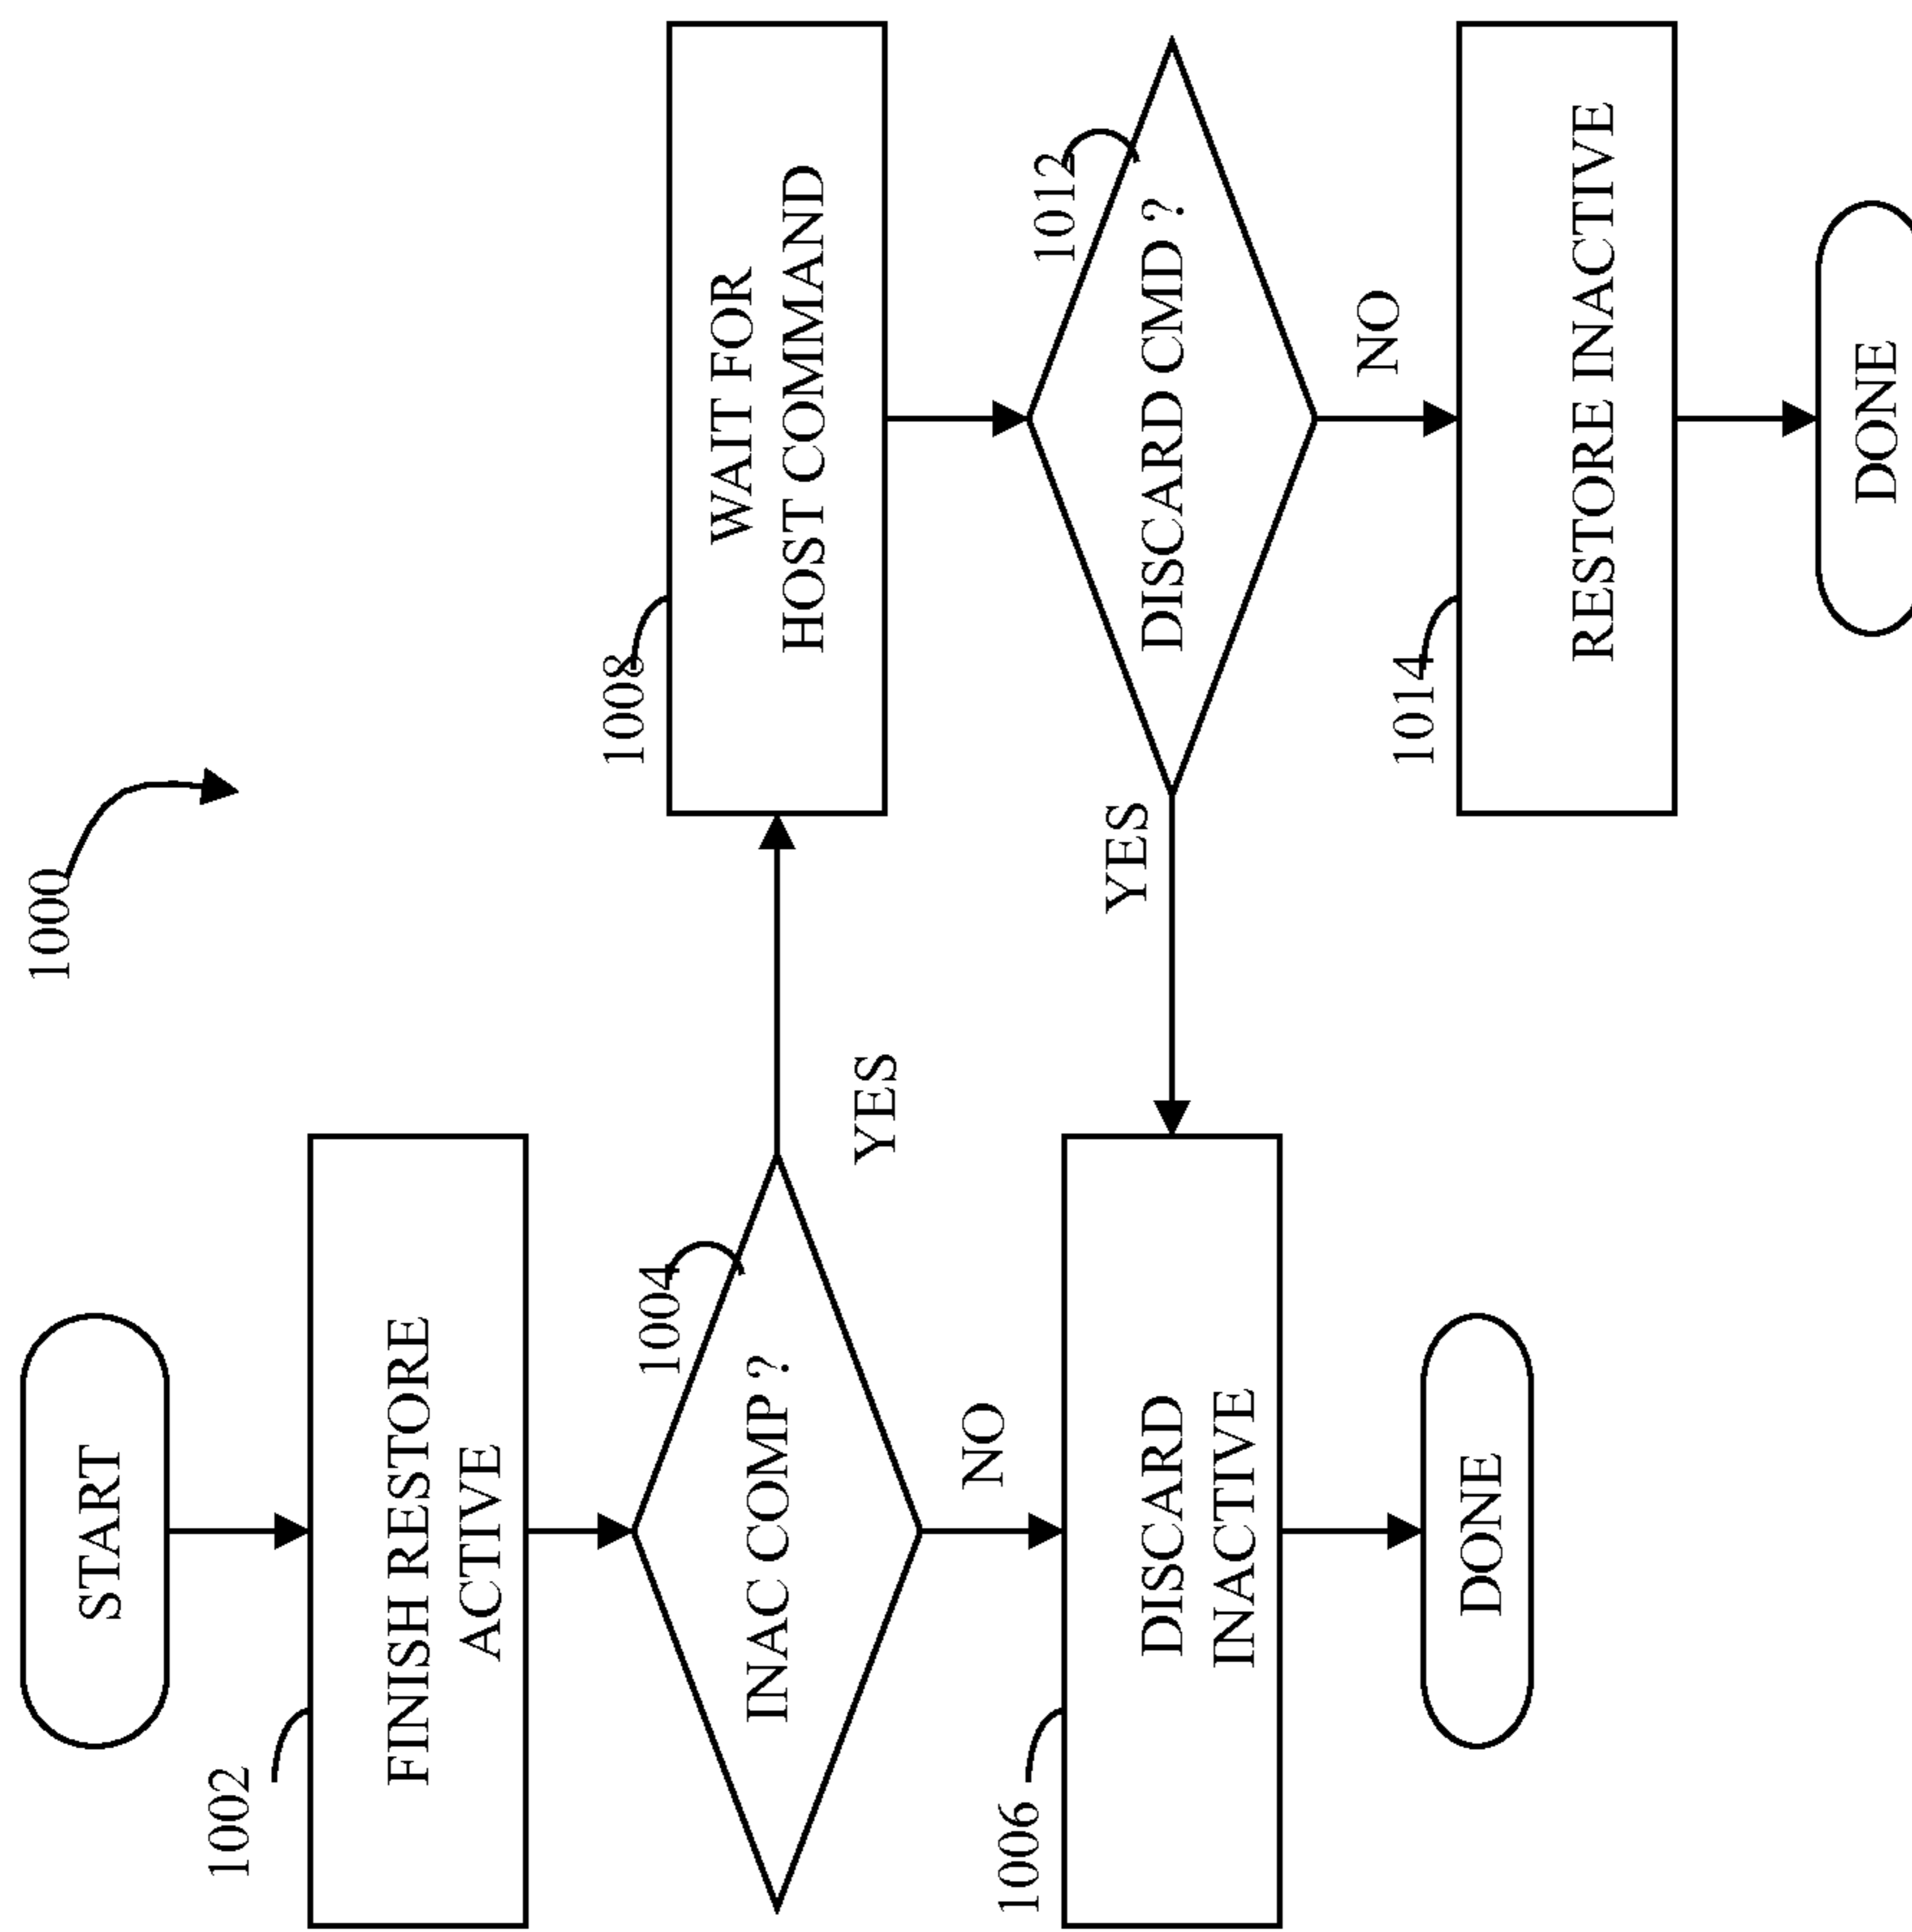 1000
START
1002
FINISH RESTORE
ACTIVE
1004
INAC COMP ?
YES
NO
1006
DISCARD
INACTIVE
DONE
1008
WAIT FOR
HOST COMMAND
1012
DISCARD CMD ?
YES
NO
1014
RESTORE INACTIVE
DONE